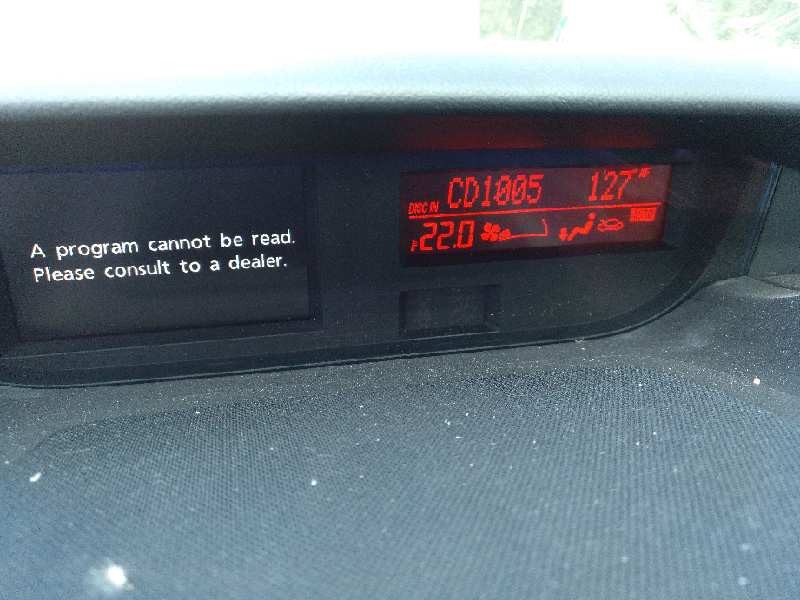 A program cannot be read.
Please consult to a dealer.
DISC IN CD1005 127
22.0